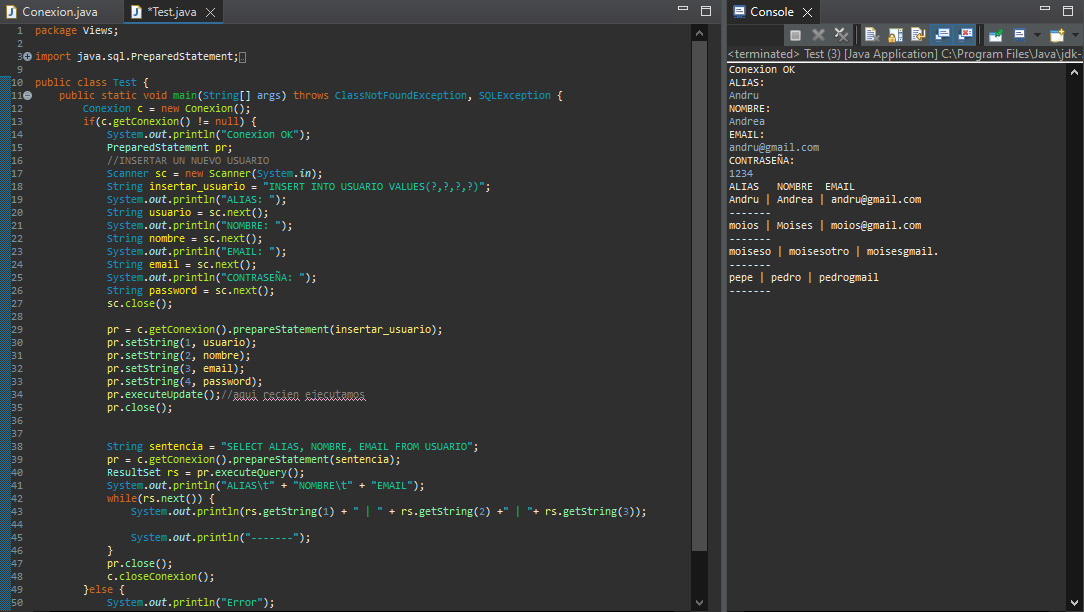 Conexion.java
*Test.java
1 package Views;
2
3 import java.sql.PreparedStatement;
9
10 public class Test {
11 public static void main(String[] args) throws ClassNotFoundException, SQLException {
12 Conexion c = new Conexion();
13 if(c.getConexion() != null) {
14 System.out.println("Conexion OK");
15 PreparedStatement pr;
16 //INSERTAR UN NUEVO USUARIO
17 Scanner sc = new Scanner(System.in);
18 String insertar_usuario = "INSERT INTO USUARIO VALUES(?,?,?,?)";
19 System.out.println("ALIAS: ");
20 String usuario = sc.next();
21 System.out.println("NOMBRE: ");
22 String nombre = sc.next();
23 System.out.println("EMAIL: ");
24 String email = sc.next();
25 System.out.println("CONTRASEÑA: ");
26 String password = sc.next();
27 sc.close();
28
29 pr = c.getConexion().prepareStatement(insertar_usuario);
30 pr.setString(1, usuario);
31 pr.setString(2, nombre);
32 pr.setString(3, email);
33 pr.setString(4, password);
34 pr.executeUpdate();//aqui recien ejecutamos
35 pr.close();
36
37
38 String sentencia = "SELECT ALIAS, NOMBRE, EMAIL FROM USUARIO";
39 pr = c.getConexion().prepareStatement(sentencia);
40 ResultSet rs = pr.executeQuery();
41 System.out.println("ALIAS\t" + "NOMBRE\t" + "EMAIL");
42 while(rs.next()) {
43 System.out.println(rs.getString(1) + " | " + rs.getString(2) +" | "+ rs.getString(3));
44
45 System.out.println("-------");
46 }
47 pr.close();
48 c.closeConexion();
49 }else {
50 System.out.println("Error");
Console
<terminated> Test (3) [Java Application] C:\Program Files\Java\jdk-
Conexion OK
ALIAS:
Andru
NOMBRE:
Andrea
EMAIL:
andru@gmail.com
CONTRASEÑA:
1234
ALIAS NOMBRE EMAIL
Andru | Andrea | andru@gmail.com
-------
moios | Moises | moios@gmail.com
-------
moiseso | moisesotro | moisesgmail.
-------
pepe | pedro | pedrogmail
-------